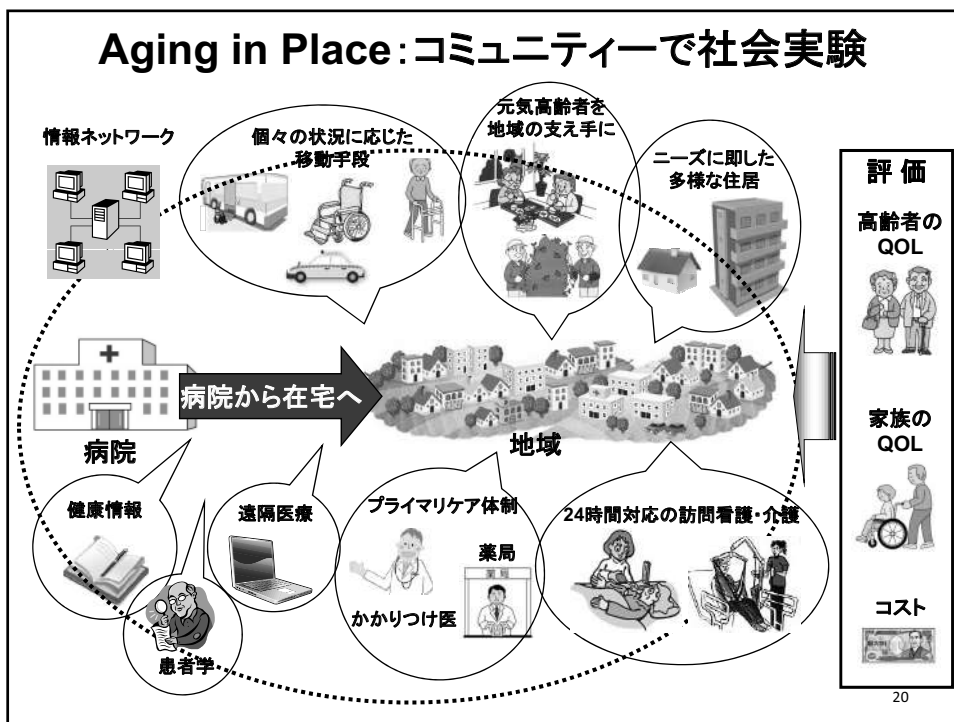 Aging in Place:コミュニティーで社会実験
情報ネットワーク
個々の状況に応じた
移動手段
元気高齢者を
地域の支え手に
ニーズに即した
多様な住居
評 価
高齢者の
QOL
病院から在宅へ
病院
地域
家族の
QOL
健康情報
遠隔医療
プライマリケア体制
薬局
薬局
かかりつけ医
24時間対応の訪問看護・介護
患者学
コスト
20